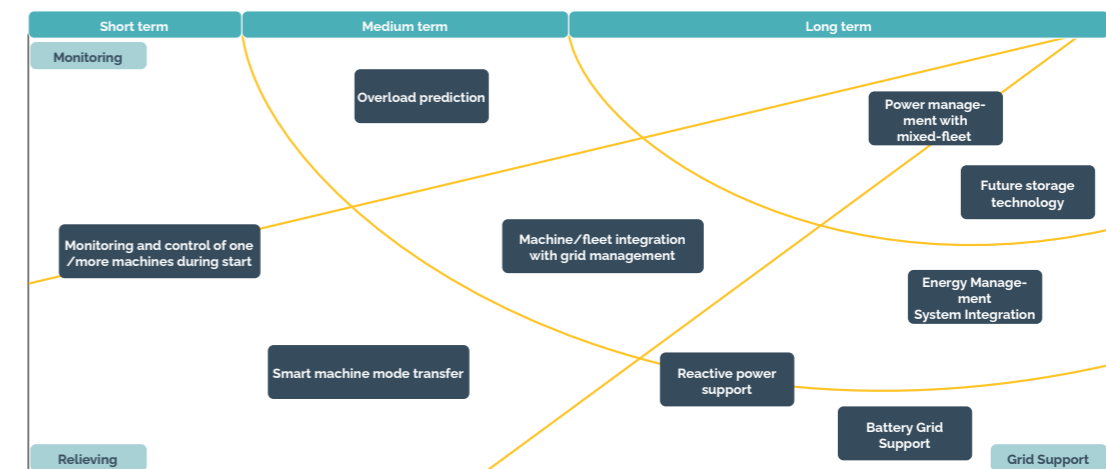 Short term
Medium term
Long term
Monitoring
Overload prediction
Power manage-
ment with
mixed-fleet
Future storage
technology
Monitoring and control of one
/more machines during start
Machine/fleet integration
with grid management
Energy Manage-
ment
System Integration
Smart machine mode transfer
Reactive power
support
Battery Grid
Support
Relieving
Grid Support